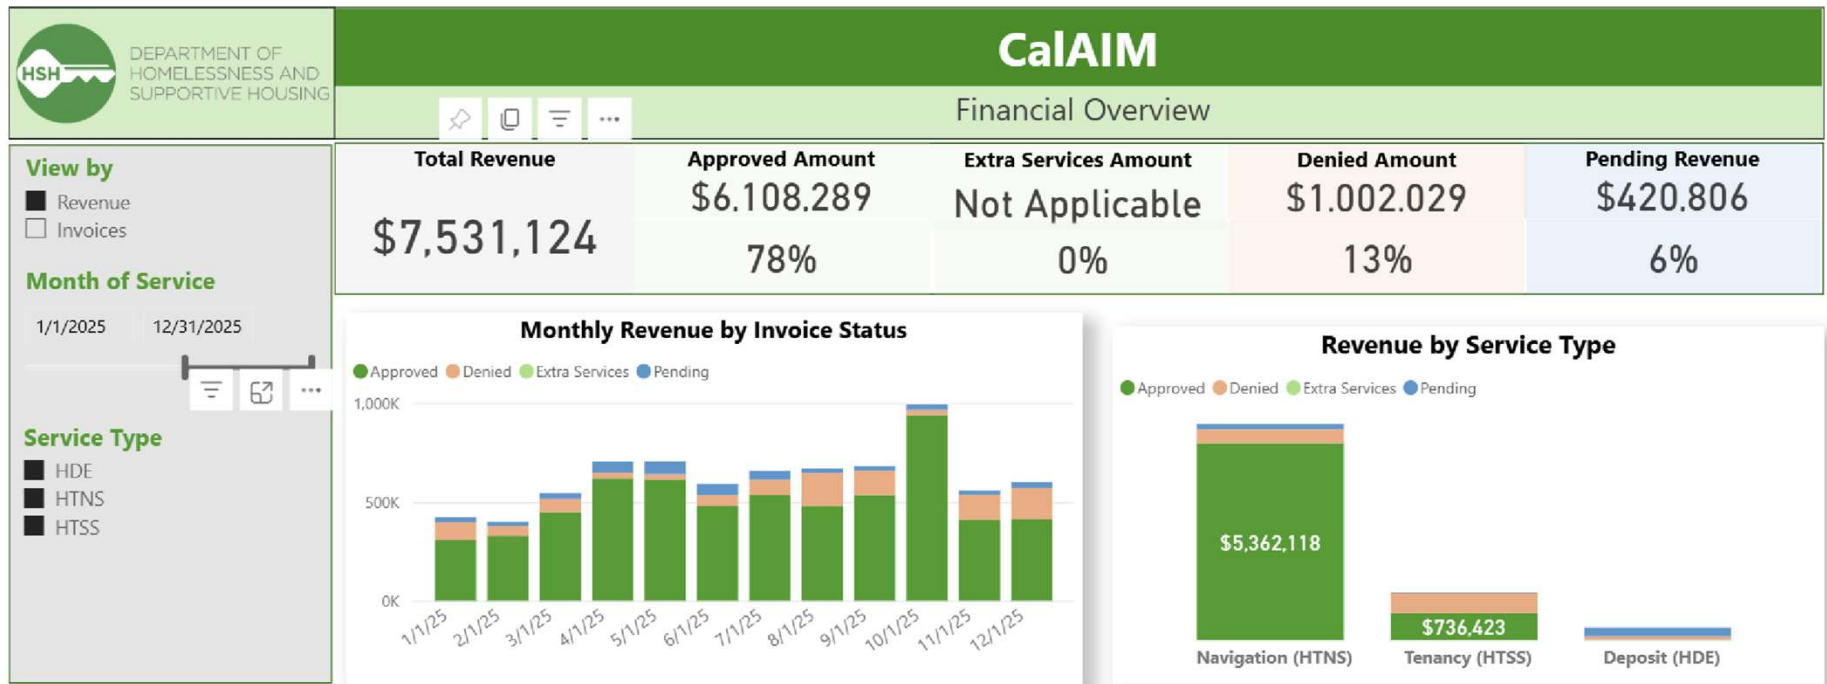 HSH
DEPARTMENT OF
HOMELESSNESS AND
SUPPORTIVE HOUSING
CalAIM
Financial Overview
View by
Revenue
Invoices
Month of Service
1/1/2025 12/31/2025
Service Type
HDE
HTNS
HTSS
Total Revenue
$7,531,124
Approved Amount
$6,108,289
78%
Extra Services Amount
Not Applicable
0%
Denied Amount
$1,002,029
13%
Pending Revenue
$420,806
6%
Monthly Revenue by Invoice Status
Approved Denied Extra Services Pending
1,000K
500K
0K
1/1/25 2/1/25 3/1/25 4/1/25 5/1/25 6/1/25 7/1/25 8/1/25 9/1/25 10/1/25 11/1/25 12/1/25
Revenue by Service Type
Approved Denied Extra Services Pending
$5,362,118
$736,423
Navigation (HTNS) Tenancy (HTSS) Deposit (HDE)